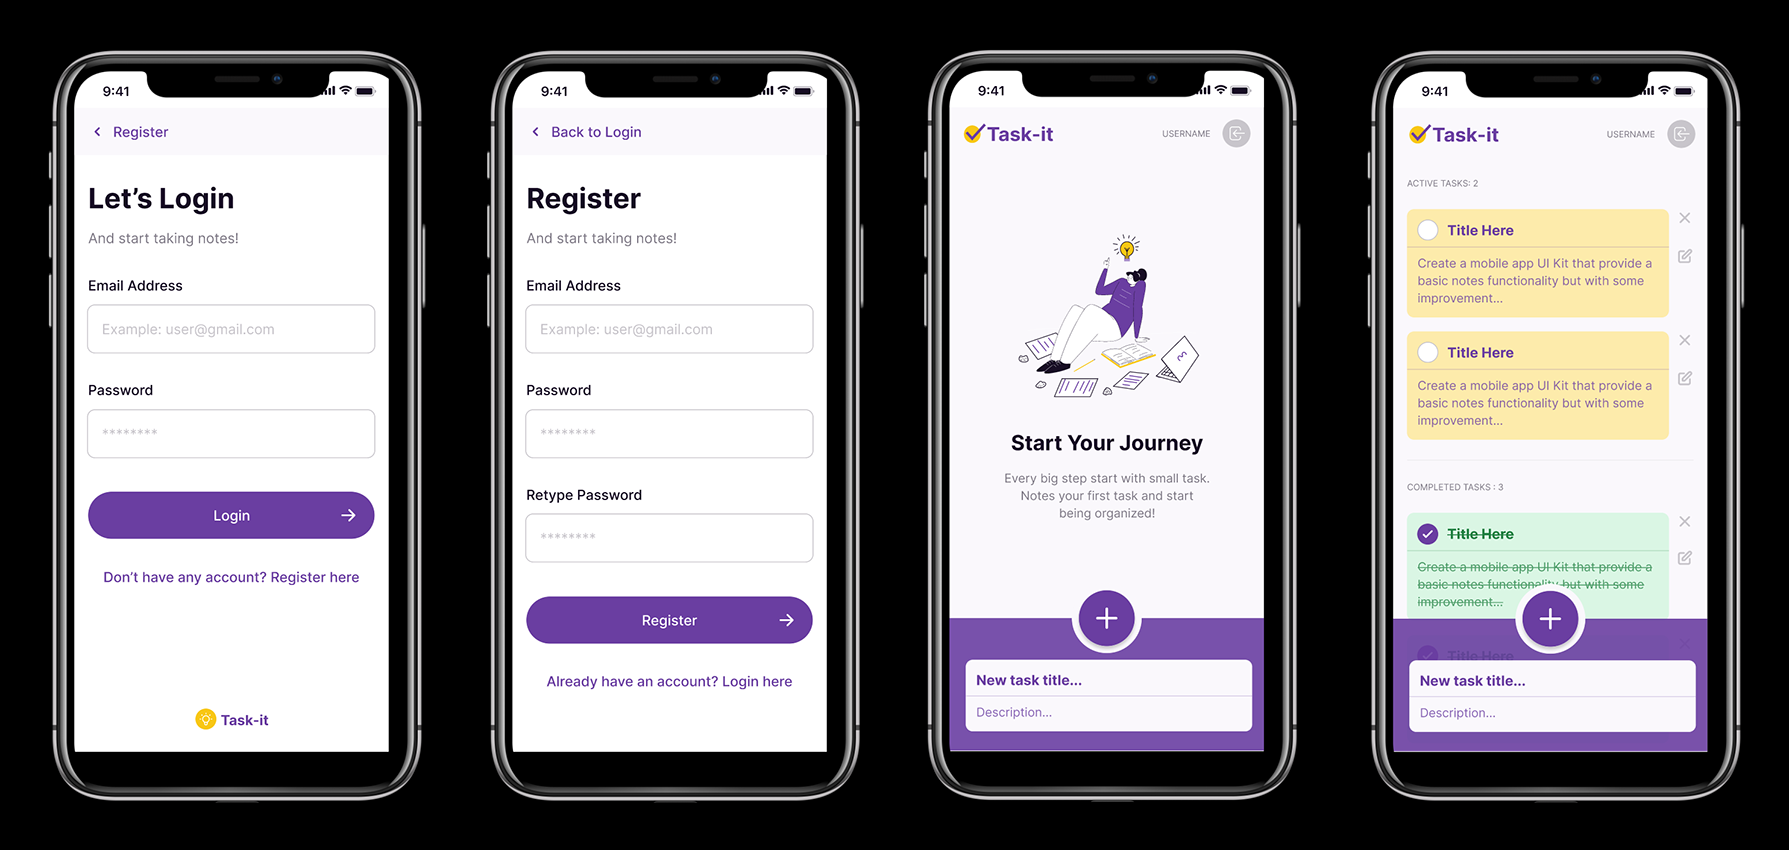 9:41
Register
Let's Login
And start taking notes!
Email Address
Example: user@gmail.com
Password
********
Login
Don't have any account? Register here
Task-it
9:41
Back to Login
Register
And start taking notes!
Email Address
Example: user@gmail.com
Password
********
Retype Password
********
Register
Already have an account? Login here
9:41
Task-it
USERNAME
Start Your Journey
Every big step start with small task.
Notes your first task and start
being organized!
New task title...
Description...
9:41
Task-it
USERNAME
ACTIVE TASKS: 2
Title Here
Create a mobile app UI Kit that provide a
basic notes functionality but with some
improvement...
Title Here
Create a mobile app UI Kit that provide a
basic notes functionality but with some
improvement...
COMPLETED TASKS : 3
Title Here
Create a mobile app UI Kit that provide a
basic notes functionality but with some
improvement...
Title Here
New task title...
Description...